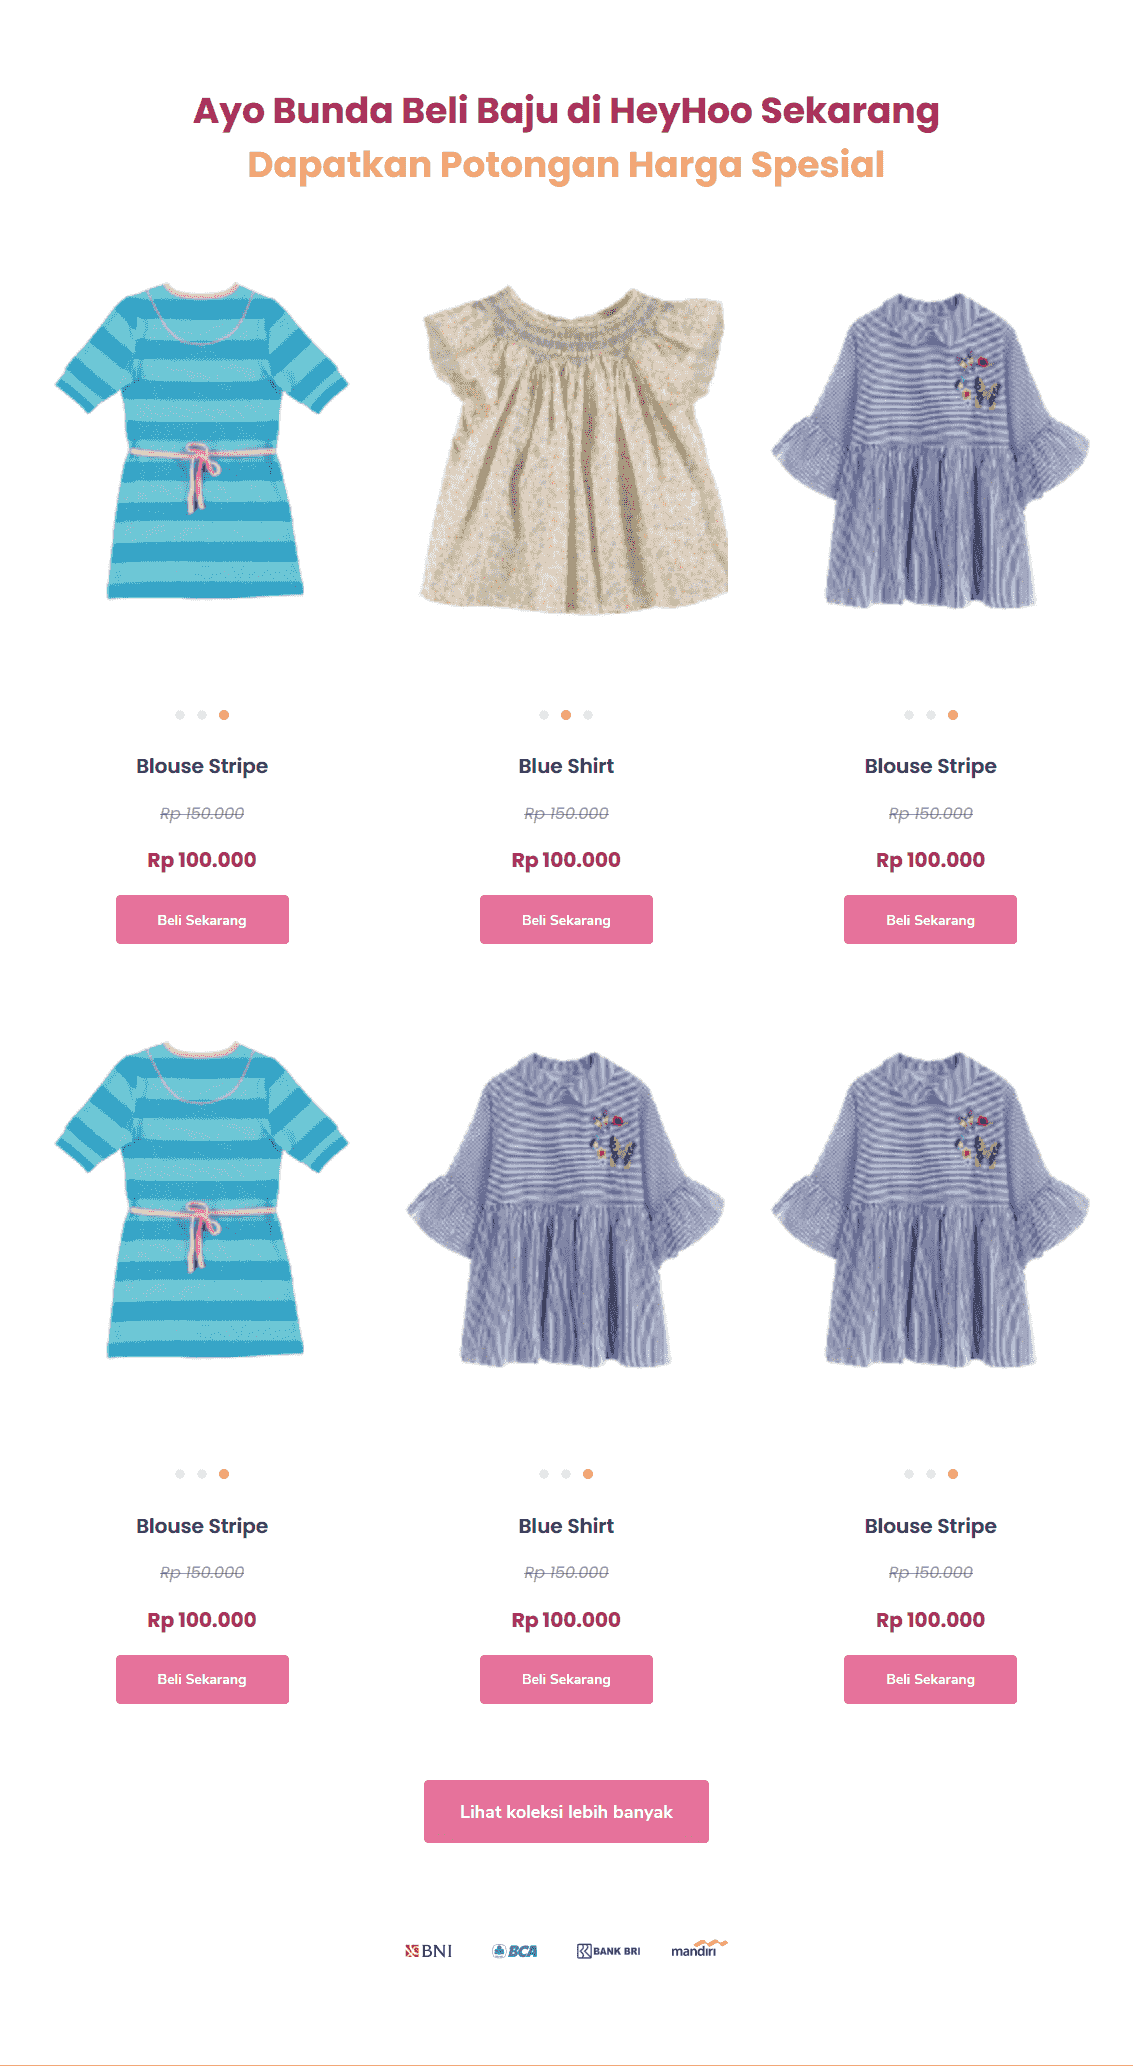 Ayo Bunda Beli Baju di HeyHoo Sekarang
Dapatkan Potongan Harga Spesial
Blouse Stripe
Rp 150.000
Rp 100.000
Beli Sekarang
Blue Shirt
Rp 150.000
Rp 100.000
Beli Sekarang
Blouse Stripe
Rp 150.000
Rp 100.000
Beli Sekarang
Blouse Stripe
Rp 150.000
Rp 100.000
Beli Sekarang
Blue Shirt
Rp 150.000
Rp 100.000
Beli Sekarang
Blouse Stripe
Rp 150.000
Rp 100.000
Beli Sekarang
Lihat koleksi lebih banyak
BNI
BCA
BANK BRI
mandiri